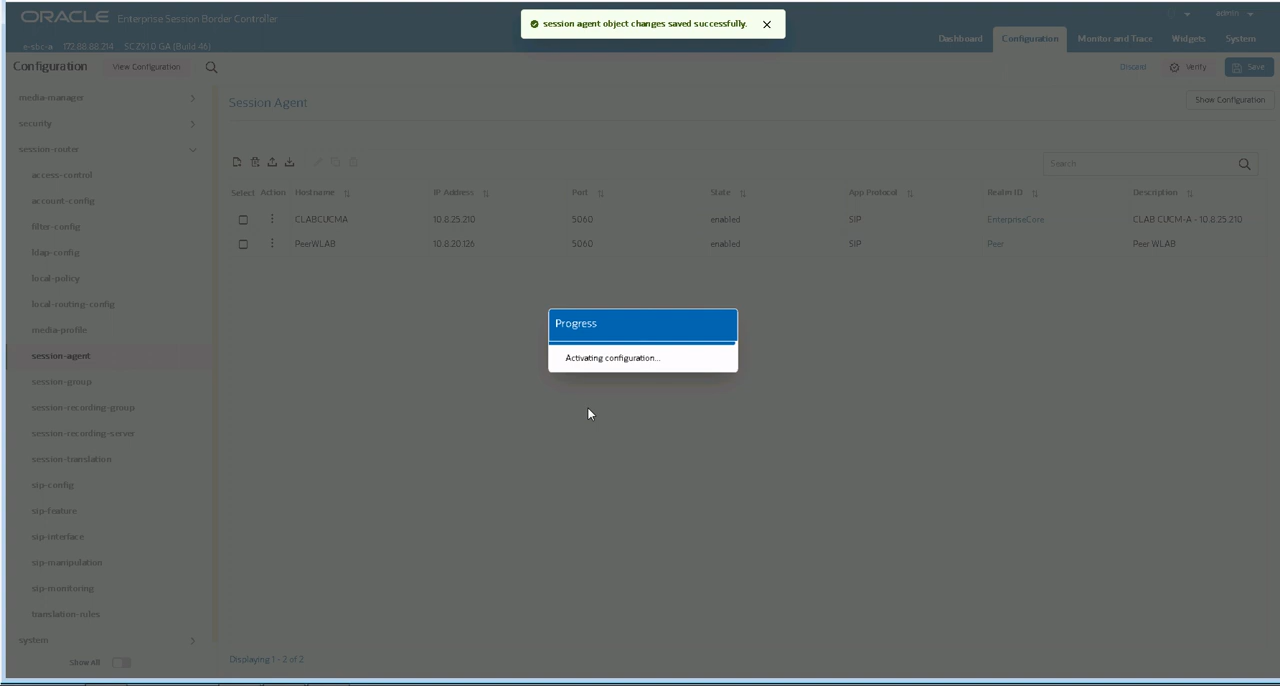 ORACLE Enterprise Session Border Controller
session agent object changes saved successfully.
admin
e-sbc-a 172.88.88.214 SCZ9.1.0 GA (Build 46)
Dashboard Configuration Monitor and Trace Widgets System
Configuration View Configuration Discard Verify Save
media-manager
security
session-router
access-control
account-config
filter-config
ldap-config
local-policy
local-routing-config
media-profile
session-agent
session-group
session-recording-group
session-recording-server
session-translation
sip-config
sip-feature
sip-interface
sip-manipulation
sip-monitoring
translation-rules
system
Show All
Session Agent Show Configuration
Search
Select Action Hostname IP Address Port State App Protocol Realm ID Description
CLABCUCMA 10.8.25.210 5060 enabled SIP EnterpriseCore CLAB CUCM-A - 10.8.25.210
PeerWLAB 10.8.20.126 5060 enabled SIP Peer Peer WLAB
Progress
Activating configuration...
Displaying 1 - 2 of 2